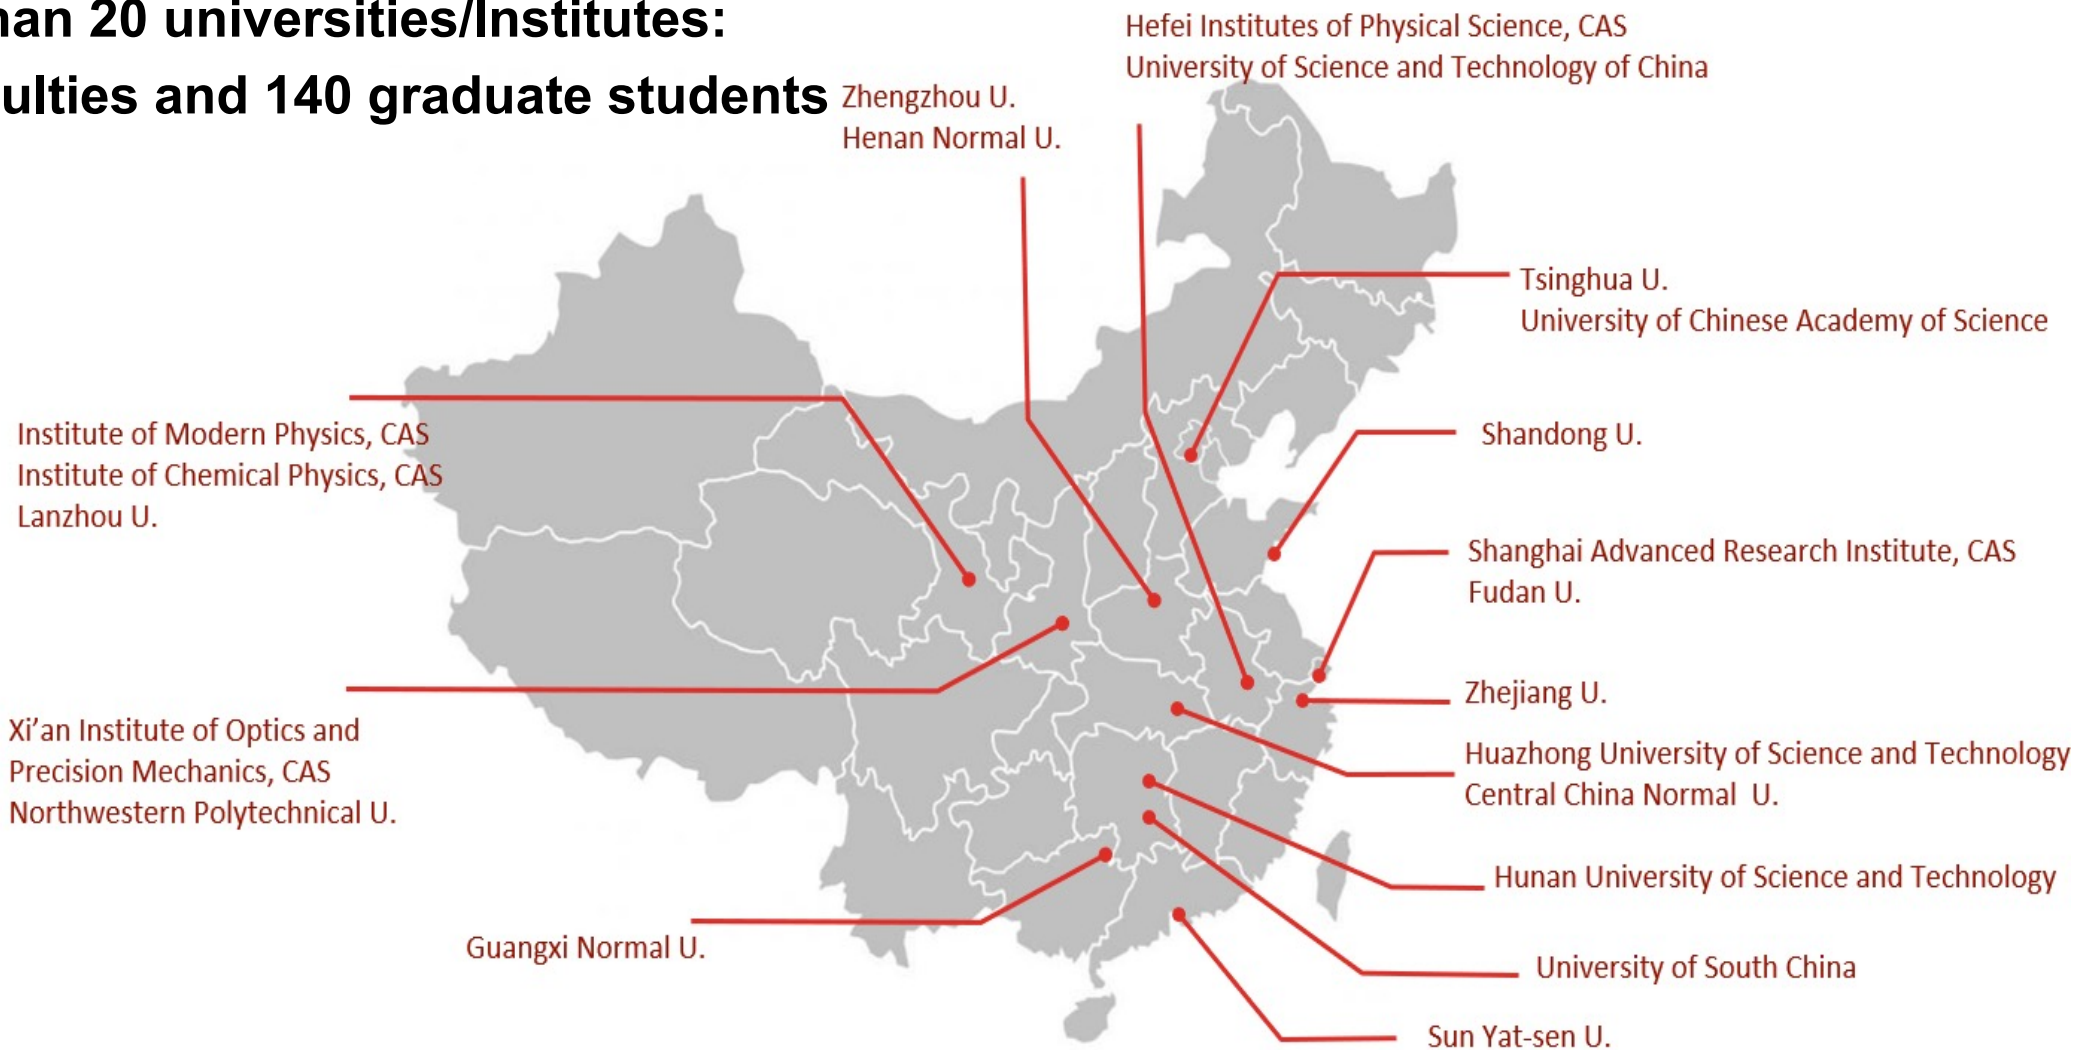 han 20 universities/Institutes:
ulties and 140 graduate students
Hefei Institutes of Physical Science, CAS
University of Science and Technology of China
Zhengzhou U.
Henan Normal U.
Tsinghua U.
University of Chinese Academy of Science
Institute of Modern Physics, CAS
Institute of Chemical Physics, CAS
Lanzhou U.
Shandong U.
Shanghai Advanced Research Institute, CAS
Fudan U.
Zhejiang U.
Xi’an Institute of Optics and
Precision Mechanics, CAS
Northwestern Polytechnical U.
Huazhong University of Science and Technology
Central China Normal U.
Hunan University of Science and Technology
Guangxi Normal U.
University of South China
Sun Yat-sen U.